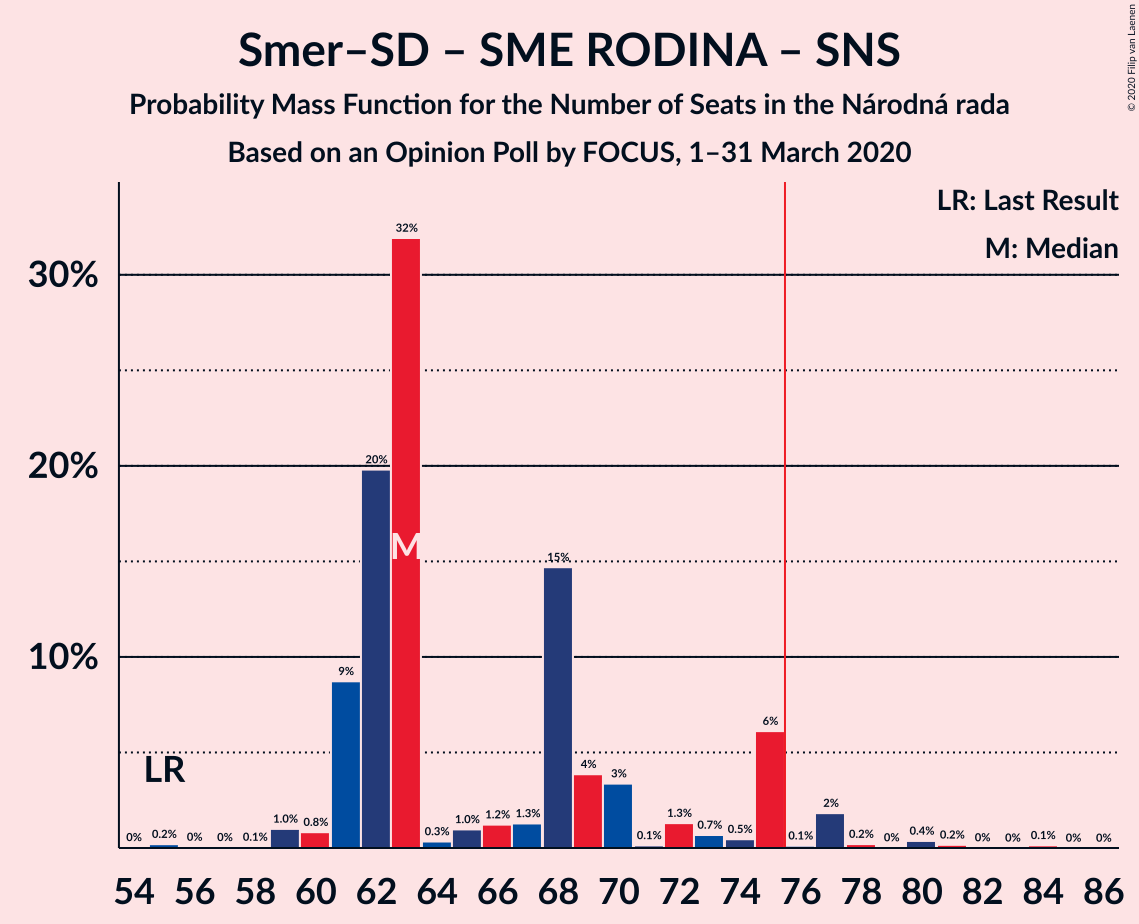 Smer–SD – SME RODINA – SNS
Probability Mass Function for the Number of Seats in the Národná rada
Based on an Opinion Poll by FOCUS, 1–31 March 2020
© 2020 Filip van Laenen
LR: Last Result
M: Median
30%
20%
10%
32%
20%
M
15%
9%
LR
6%
4%
3%
0% 0.2% 0% 0% 0.1% 1.0% 0.8% 0.3% 1.0% 1.2% 1.3% 0.1% 1.3% 0.7% 0.5% 0.1% 2% 0.2% 0% 0.4% 0.2% 0% 0% 0.1% 0% 0%
54 56 58 60 62 64 66 68 70 72 74 76 78 80 82 84 86